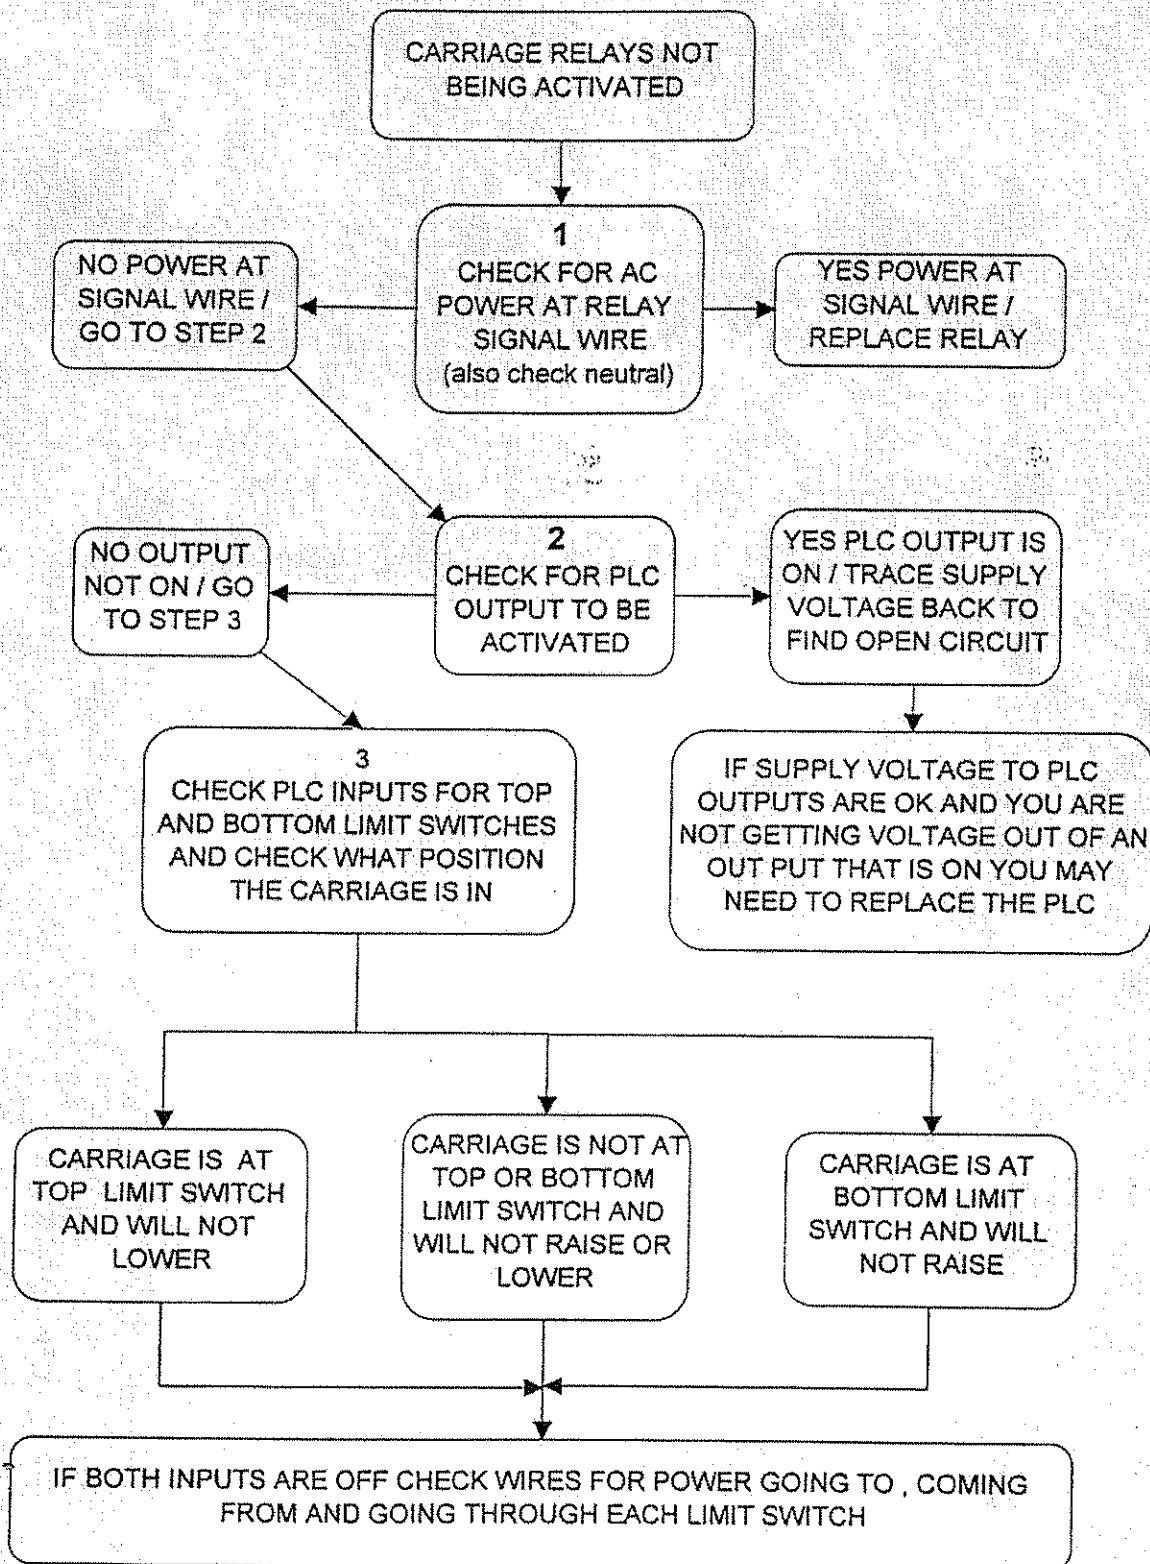 CARRIAGE RELAYS NOT
BEING ACTIVATED
1
CHECK FOR AC
POWER AT RELAY
SIGNAL WIRE
(also check neutral)
NO POWER AT
SIGNAL WIRE /
GO TO STEP 2
YES POWER AT
SIGNAL WIRE /
REPLACE RELAY
2
CHECK FOR PLC
OUTPUT TO BE
ACTIVATED
NO OUTPUT
NOT ON / GO
TO STEP 3
YES PLC OUTPUT IS
ON / TRACE SUPPLY
VOLTAGE BACK TO
FIND OPEN CIRCUIT
3
CHECK PLC INPUTS FOR TOP
AND BOTTOM LIMIT SWITCHES
AND CHECK WHAT POSITION
THE CARRIAGE IS IN
IF SUPPLY VOLTAGE TO PLC
OUTPUTS ARE OK AND YOU ARE
NOT GETTING VOLTAGE OUT OF AN
OUT PUT THAT IS ON YOU MAY
NEED TO REPLACE THE PLC
CARRIAGE IS AT
TOP LIMIT SWITCH
AND WILL NOT
LOWER
CARRIAGE IS NOT AT
TOP OR BOTTOM
LIMIT SWITCH AND
WILL NOT RAISE OR
LOWER
CARRIAGE IS AT
BOTTOM LIMIT
SWITCH AND WILL
NOT RAISE
IF BOTH INPUTS ARE OFF CHECK WIRES FOR POWER GOING TO , COMING
FROM AND GOING THROUGH EACH LIMIT SWITCH